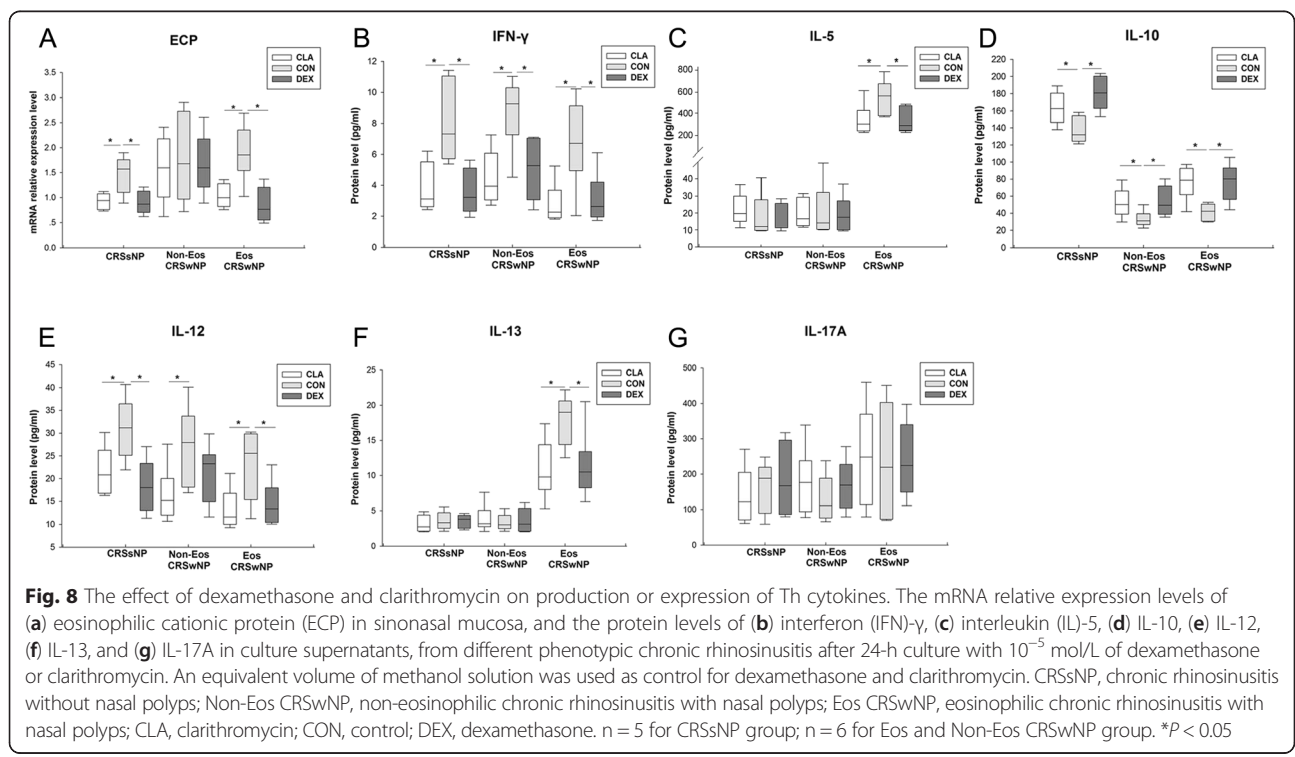 A
ECP
CLA
CON
DEX
mRNA relative expression level
3.5
3.0
2.5
2.0
1.5
1.0
.5
0.0
* * * *
CRSsNP
Non-Eos
CRSwNP
Eos
CRSwNP
B
IFN-γ
CLA
CON
DEX
Protein level (pg/ml)
12
10
8
6
4
2
0
* * * * * *
CRSsNP
Non-Eos
CRSwNP
Eos
CRSwNP
C
IL-5
CLA
CON
DEX
Protein level (pg/ml)
800
600
400
200
40
30
20
10
0
* *
CRSsNP
Non-Eos
CRSwNP
Eos
CRSwNP
D
IL-10
CLA
CON
DEX
Protein level (pg/ml)
220
200
180
160
140
120
100
80
60
40
20
0
* * * * * *
CRSsNP
Non-Eos
CRSwNP
Eos
CRSwNP
E
IL-12
CLA
CON
DEX
Protein level (pg/ml)
45
40
35
30
25
20
15
10
5
* * * * *
CRSsNP
Non-Eos
CRSwNP
Eos
CRSwNP
F
IL-13
CLA
CON
DEX
Protein level (pg/ml)
25
20
15
10
5
0
* *
CRSsNP
Non-Eos
CRSwNP
Eos
CRSwNP
G
IL-17A
CLA
CON
DEX
Protein level (pg/ml)
500
400
300
200
100
0
CRSsNP
Non-Eos
CRSwNP
Eos
CRSwNP
Fig. 8 The effect of dexamethasone and clarithromycin on production or expression of Th cytokines. The mRNA relative expression levels of
(a) eosinophilic cationic protein (ECP) in sinonasal mucosa, and the protein levels of (b) interferon (IFN)-γ, (c) interleukin (IL)-5, (d) IL-10, (e) IL-12,
(f) IL-13, and (g) IL-17A in culture supernatants, from different phenotypic chronic rhinosinusitis after 24-h culture with 10⁻⁵ mol/L of dexamethasone
or clarithromycin. An equivalent volume of methanol solution was used as control for dexamethasone and clarithromycin. CRSsNP, chronic rhinosinusitis
without nasal polyps; Non-Eos CRSwNP, non-eosinophilic chronic rhinosinusitis with nasal polyps; Eos CRSwNP, eosinophilic chronic rhinosinusitis with
nasal polyps; CLA, clarithromycin; CON, control; DEX, dexamethasone. n = 5 for CRSsNP group; n = 6 for Eos and Non-Eos CRSwNP group. *P < 0.05